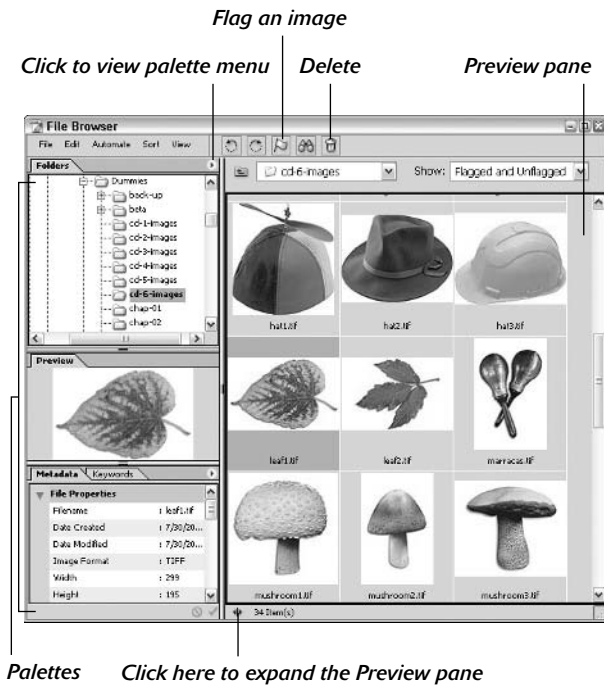 Flag an image
Click to view palette menu Delete Preview pane
File Browser
File Edit Automate Sort View
Folders
cd-6-images Show: Flagged and Unflagged
Dummies
back-up
beta
cd-1-images
cd-2-images
cd-3-images
cd-4-images
cd-5-images
cd-6-images
chap-01
chap-02
hat1.tif hat2.tif hat3.tif
Preview
leaf1.tif leaf2.tif marracas.tif
Metadata Keywords
File Properties
Filename : leaf1.tif
Date Created : 7/30/20...
Date Modified : 7/30/20...
Image Format : TIFF
Width : 299
Height : 195
mushroom1.tif mushroom2.tif mushroom3.tif
34 Item(s)
Palettes Click here to expand the Preview pane